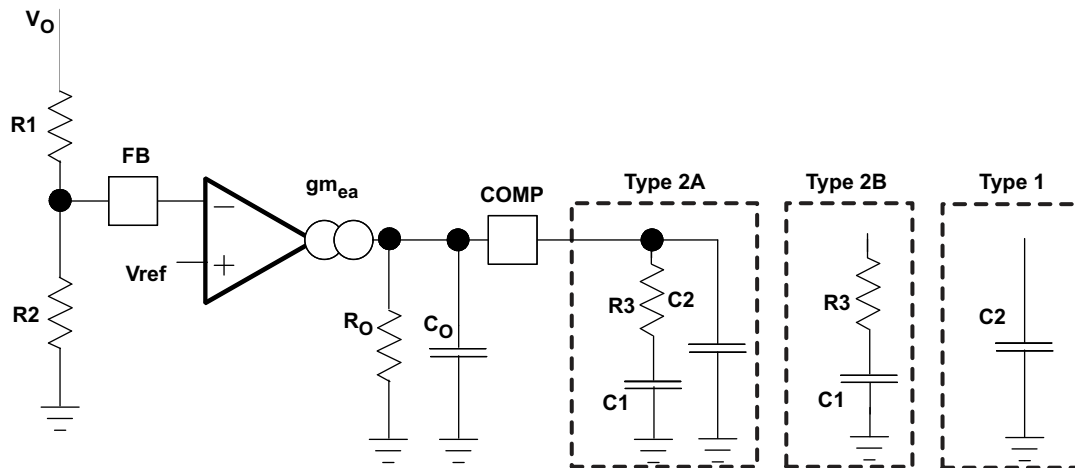 VO
R1
FB
gmea
COMP
Type 2A
Type 2B
Type 1
Vref
R2
RO
CO
R3
C2
C1
R3
C1
C2